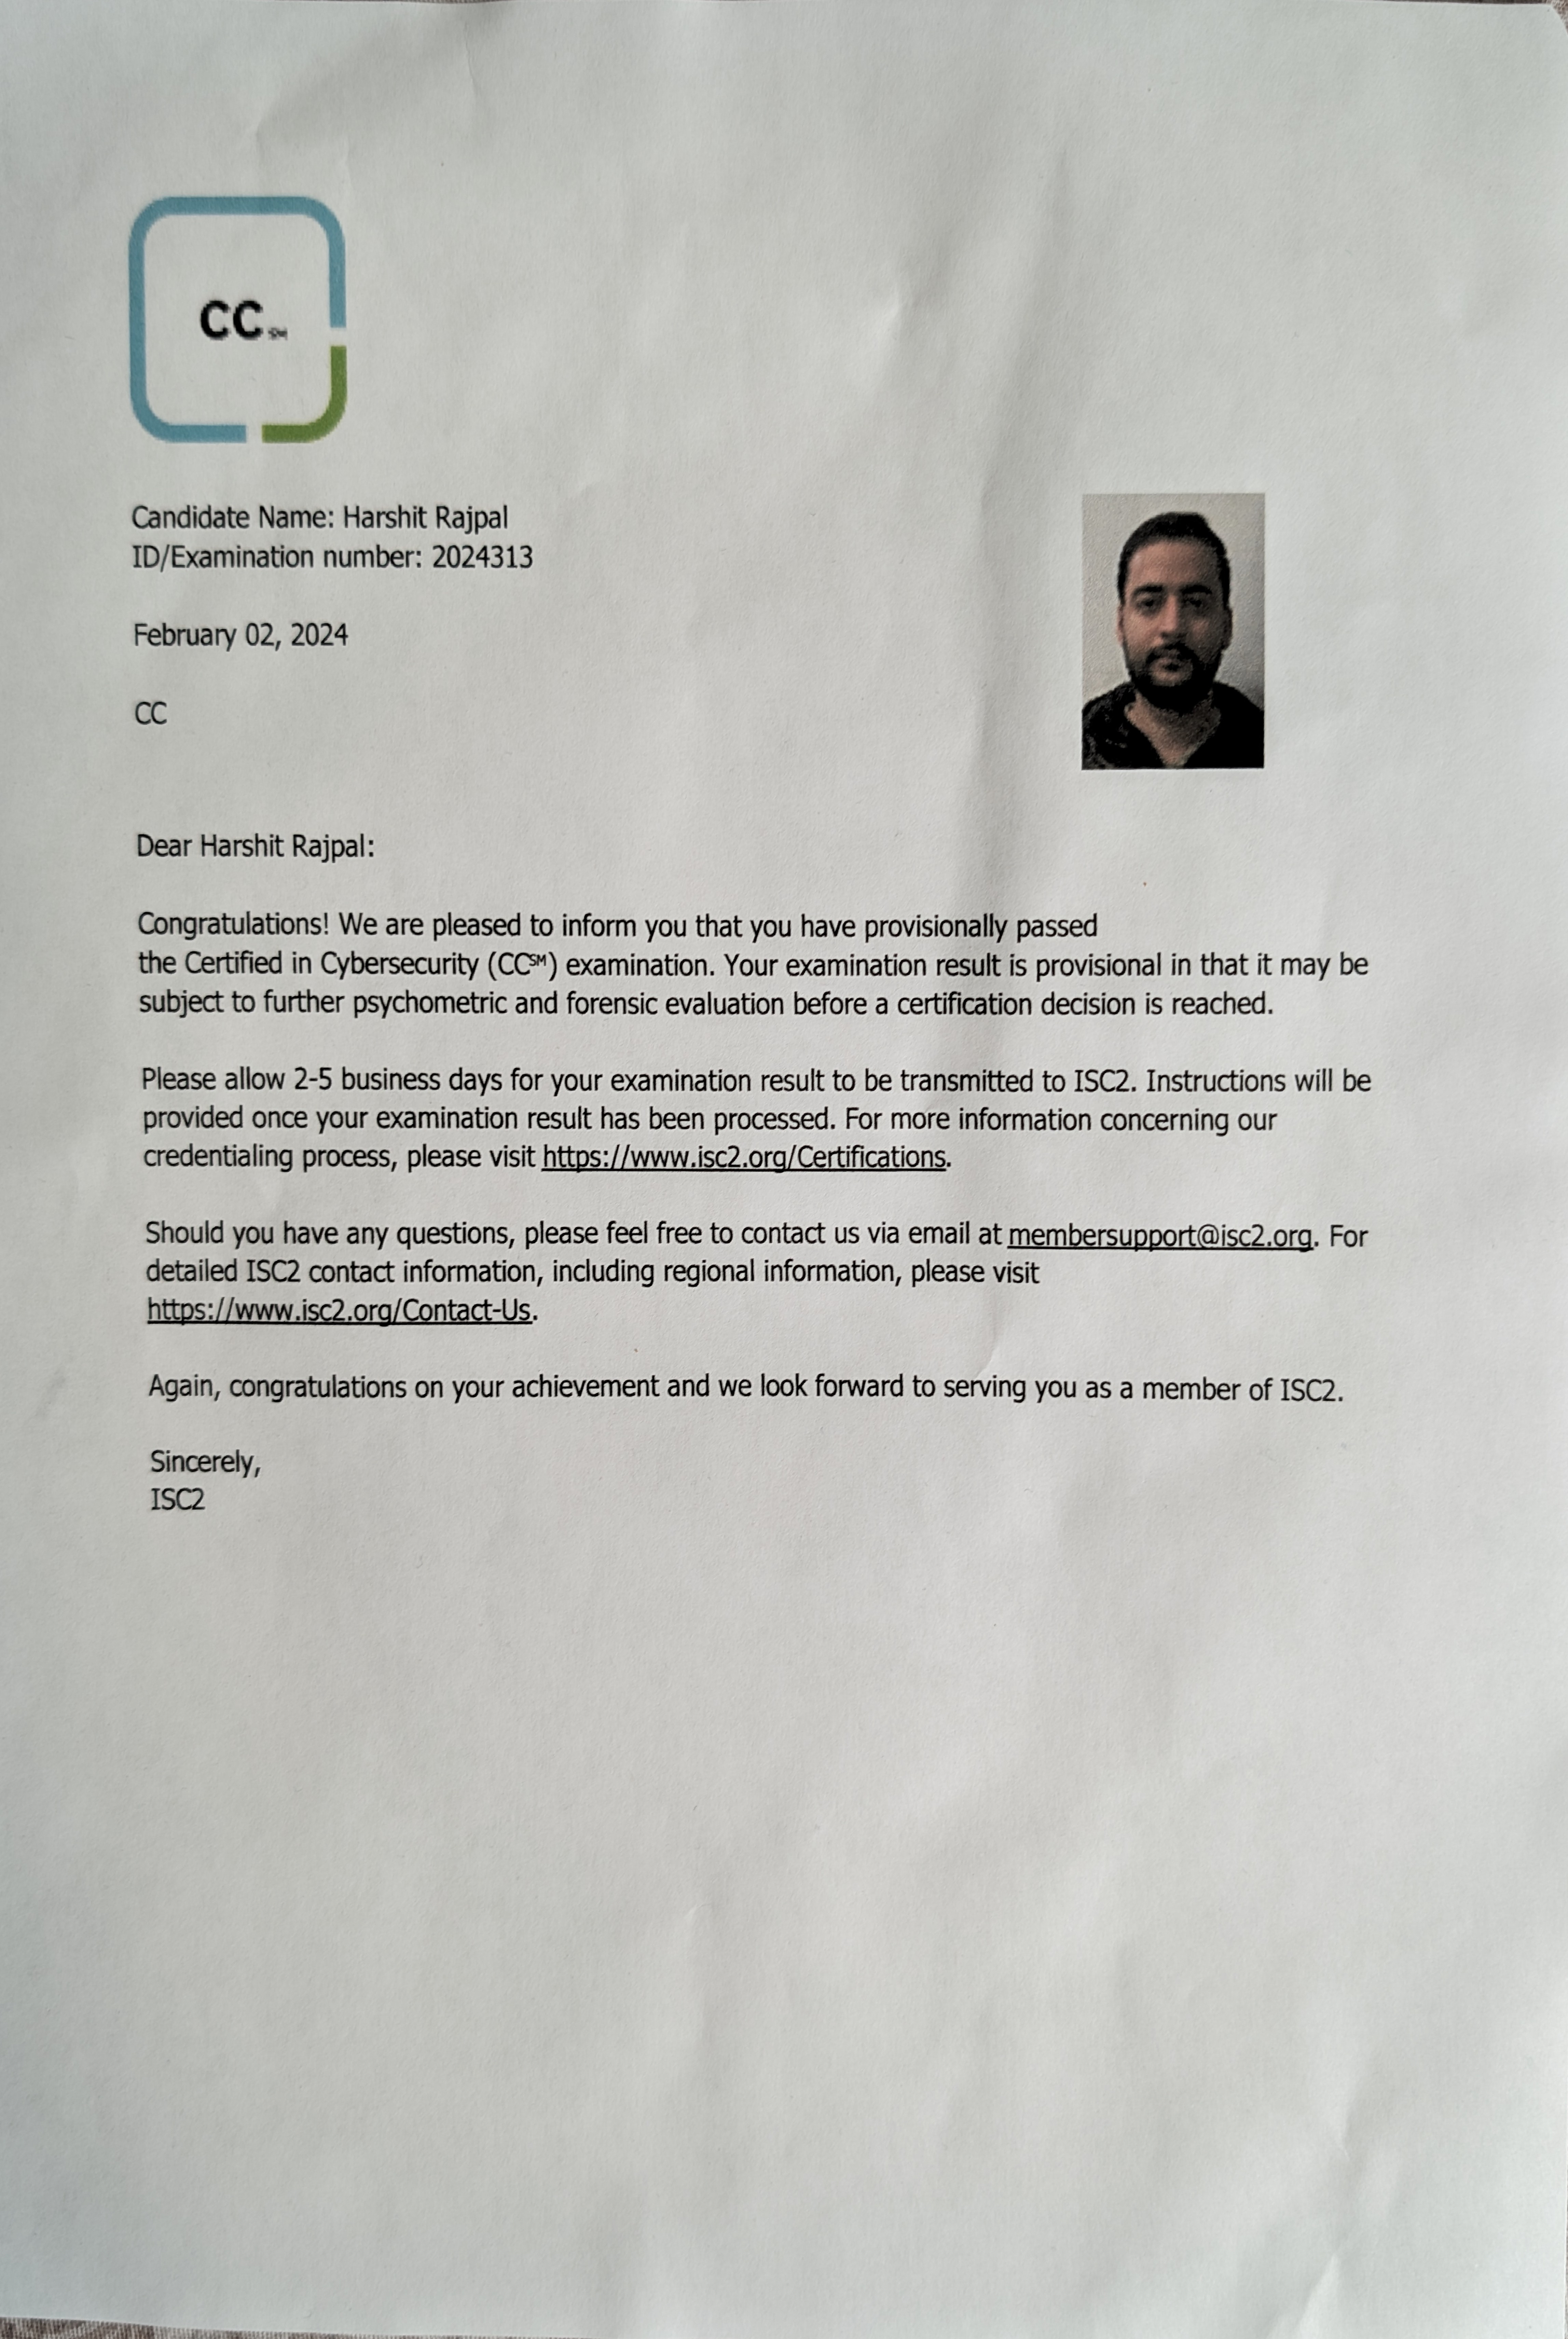 CC SM
Candidate Name: Harshit Rajpal
ID/Examination number: 2024313
February 02, 2024
CC
Dear Harshit Rajpal:
Congratulations! We are pleased to inform you that you have provisionally passed
the Certified in Cybersecurity (CC℠) examination. Your examination result is provisional in that it may be
subject to further psychometric and forensic evaluation before a certification decision is reached.
Please allow 2-5 business days for your examination result to be transmitted to ISC2. Instructions will be
provided once your examination result has been processed. For more information concerning our
credentialing process, please visit https://www.isc2.org/Certifications.
Should you have any questions, please feel free to contact us via email at membersupport@isc2.org. For
detailed ISC2 contact information, including regional information, please visit
https://www.isc2.org/Contact-Us.
Again, congratulations on your achievement and we look forward to serving you as a member of ISC2.
Sincerely,
ISC2